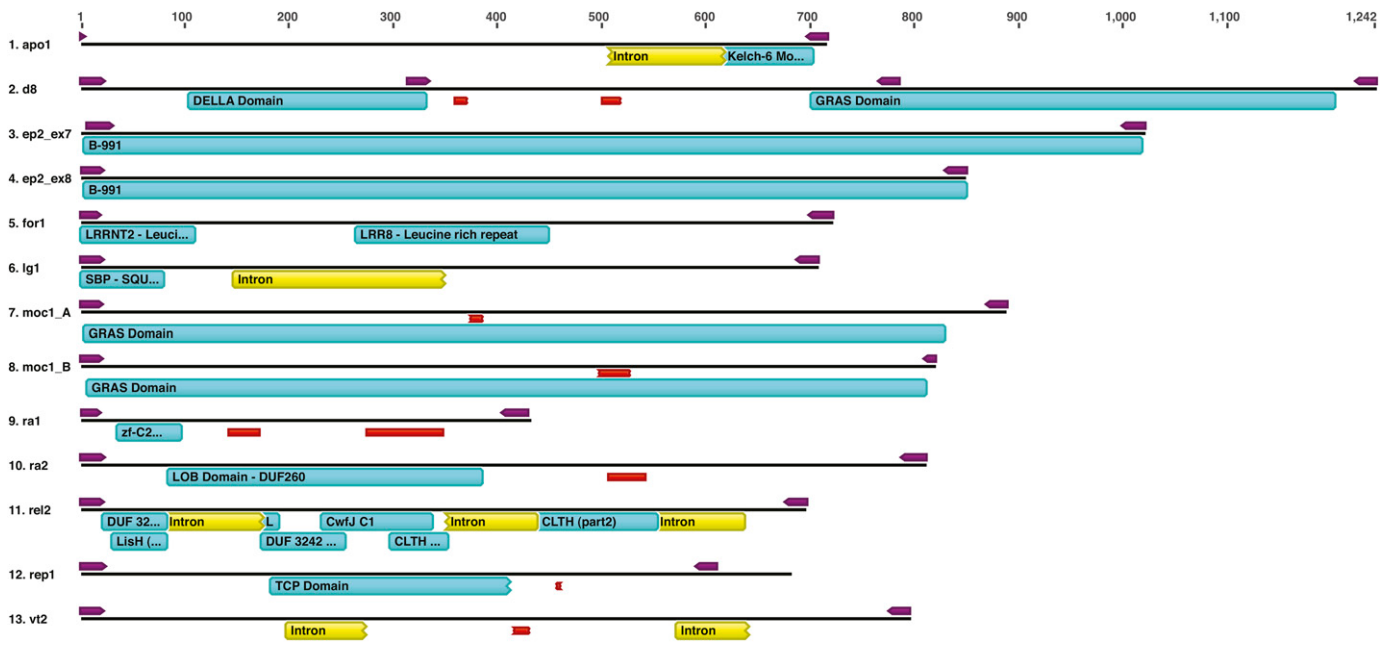 1 100 200 300 400 500 600 700 800 900 1,000 1,100 1,242
1. apo1
Intron Kelch-6 Mo...
2. d8
DELLA Domain GRAS Domain
3. ep2_ex7
B-991
4. ep2_ex8
B-991
5. for1
LRRNT2 - Leuci... LRR8 - Leucine rich repeat
6. lg1
SBP - SQU... Intron
7. moc1_A
GRAS Domain
8. moc1_B
GRAS Domain
9. ra1
zf-C2...
10. ra2
LOB Domain - DUF260
11. rel2
DUF 32... Intron L CwfJ C1 Intron CLTH (part2) Intron
LisH (... DUF 3242 ... CLTH ...
12. rep1
TCP Domain
13. vt2
Intron Intron